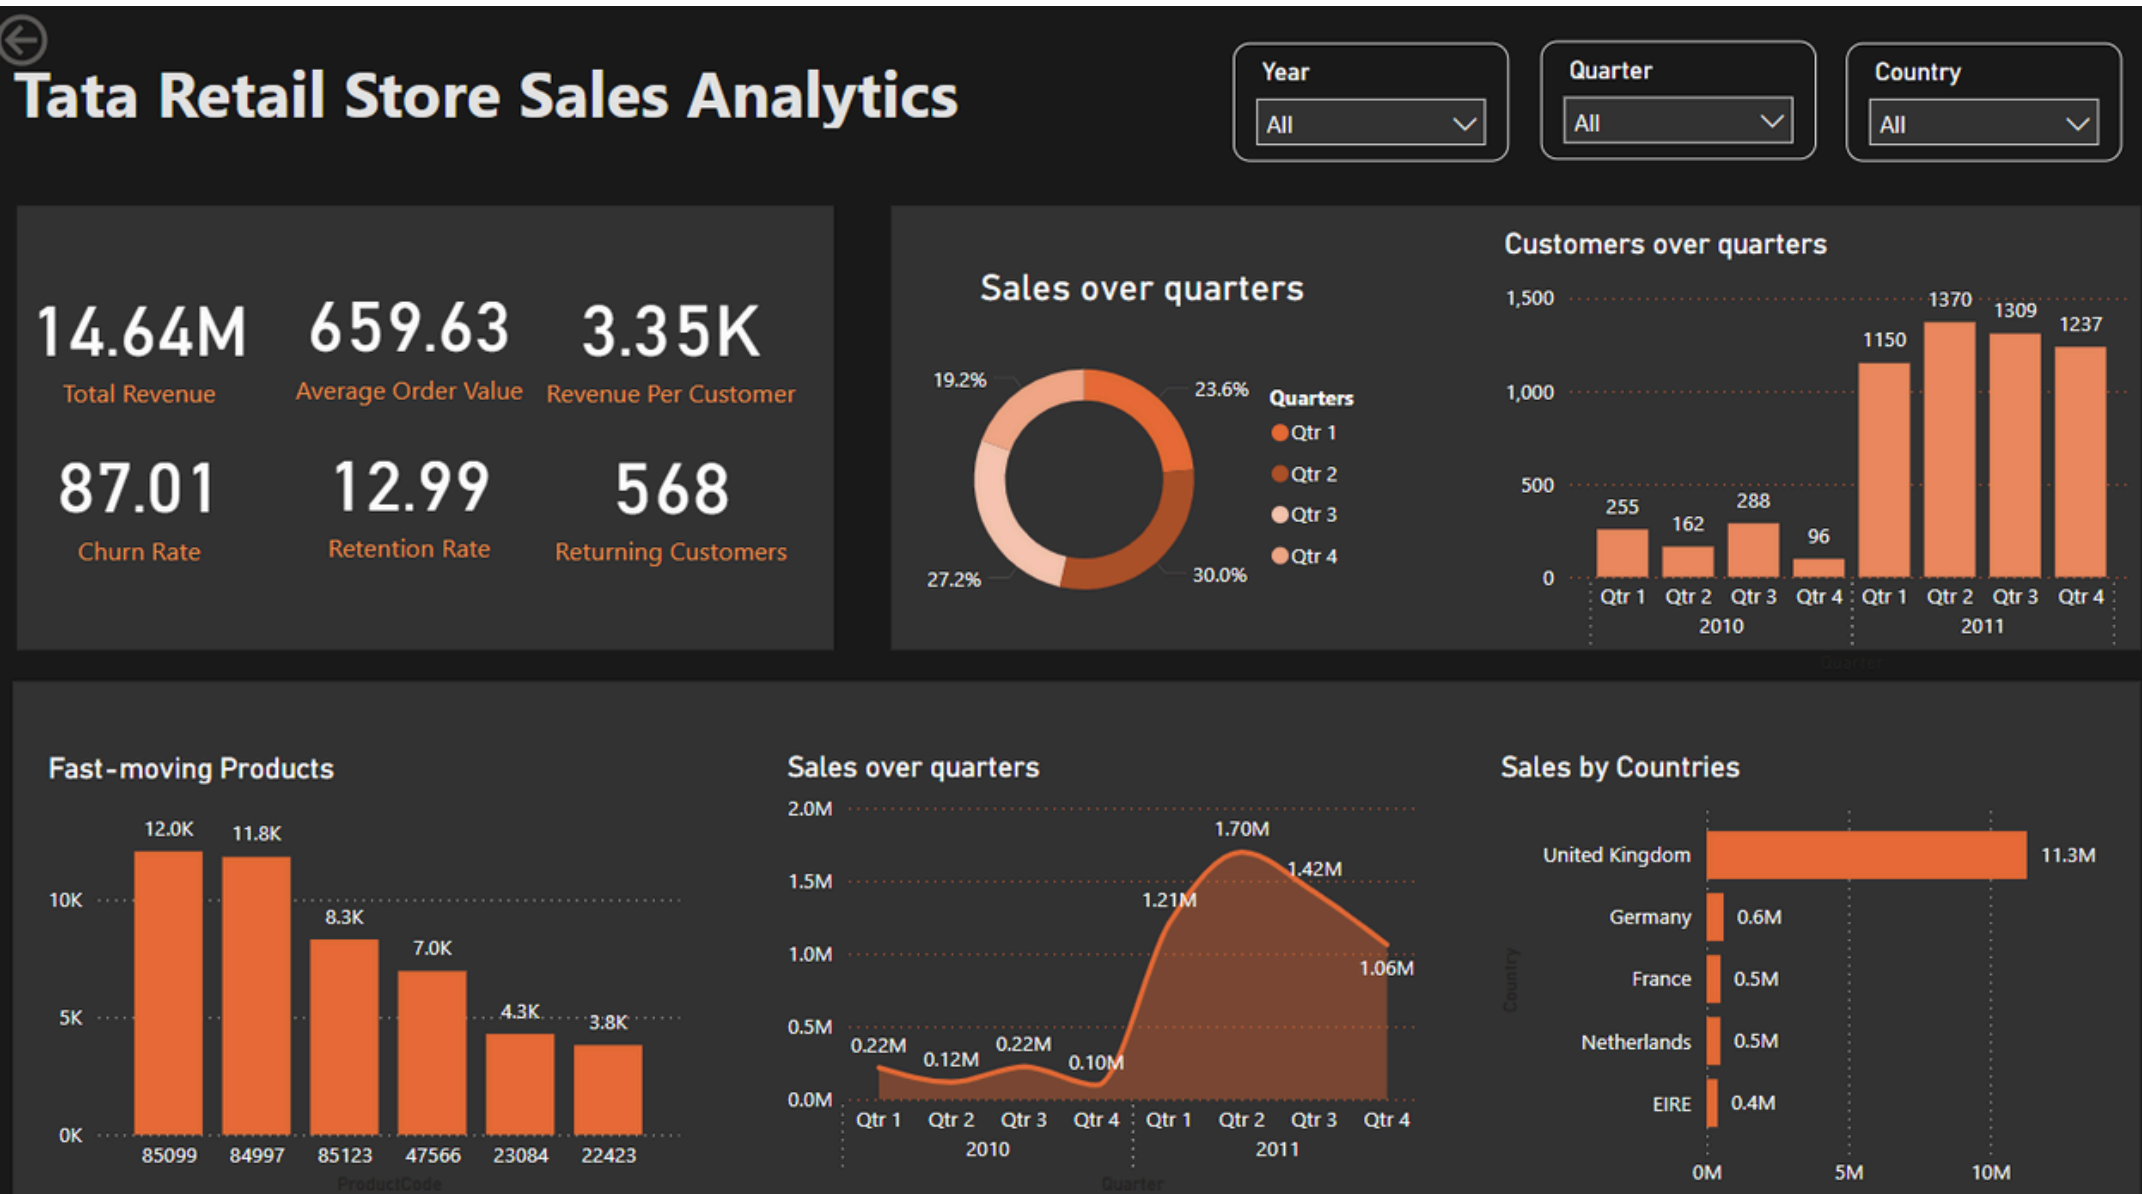 Tata Retail Store Sales Analytics
Year
All
Quarter
All
Country
All
14.64M
Total Revenue
659.63
Average Order Value
3.35K
Revenue Per Customer
87.01
Churn Rate
12.99
Retention Rate
568
Returning Customers
Sales over quarters
19.2%
23.6%
27.2%
30.0%
Quarters
Qtr 1
Qtr 2
Qtr 3
Qtr 4
Customers over quarters
1,500
1,000
500
0
255
162
288
96
1150
1370
1309
1237
Qtr 1 Qtr 2 Qtr 3 Qtr 4 Qtr 1 Qtr 2 Qtr 3 Qtr 4
2010 2011
Quarter
Fast-moving Products
10K
5K
0K
12.0K
11.8K
8.3K
7.0K
4.3K
3.8K
85099 84997 85123 47566 23084 22423
ProductCode
Sales over quarters
2.0M
1.5M
1.0M
0.5M
0.0M
0.22M
0.12M
0.22M
0.10M
1.21M
1.70M
1.42M
1.06M
Qtr 1 Qtr 2 Qtr 3 Qtr 4 Qtr 1 Qtr 2 Qtr 3 Qtr 4
2010 2011
Quarter
Sales by Countries
Country
United Kingdom 11.3M
Germany 0.6M
France 0.5M
Netherlands 0.5M
EIRE 0.4M
0M 5M 10M